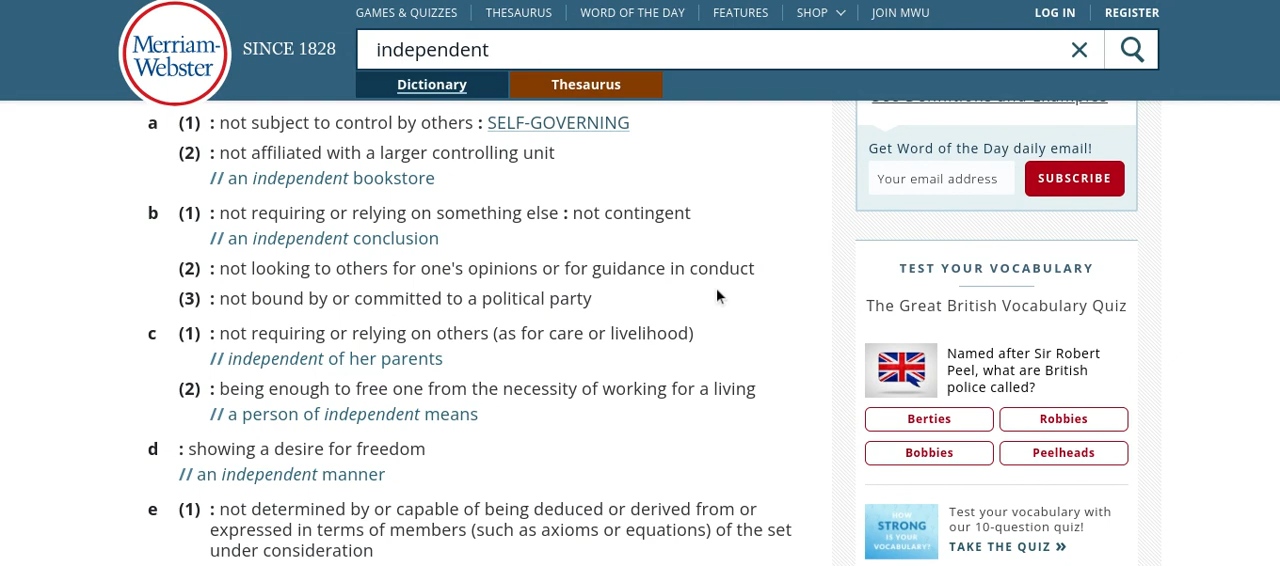 GAMES & QUIZZES THESAURUS WORD OF THE DAY FEATURES SHOP JOIN MWU LOG IN REGISTER
Merriam-
Webster
SINCE 1828
independent
Dictionary Thesaurus
a (1) : not subject to control by others : SELF-GOVERNING
(2) : not affiliated with a larger controlling unit
// an independent bookstore
b (1) : not requiring or relying on something else : not contingent
// an independent conclusion
(2) : not looking to others for one's opinions or for guidance in conduct
(3) : not bound by or committed to a political party
c (1) : not requiring or relying on others (as for care or livelihood)
// independent of her parents
(2) : being enough to free one from the necessity of working for a living
// a person of independent means
d : showing a desire for freedom
// an independent manner
e (1) : not determined by or capable of being deduced or derived from or
expressed in terms of members (such as axioms or equations) of the set
under consideration
Get Word of the Day daily email!
Your email address SUBSCRIBE
TEST YOUR VOCABULARY
The Great British Vocabulary Quiz
Named after Sir Robert
Peel, what are British
police called?
Berties Robbies
Bobbies Peelheads
HOW
STRONG
IS YOUR
VOCABULARY?
Test your vocabulary with
our 10-question quiz!
TAKE THE QUIZ »